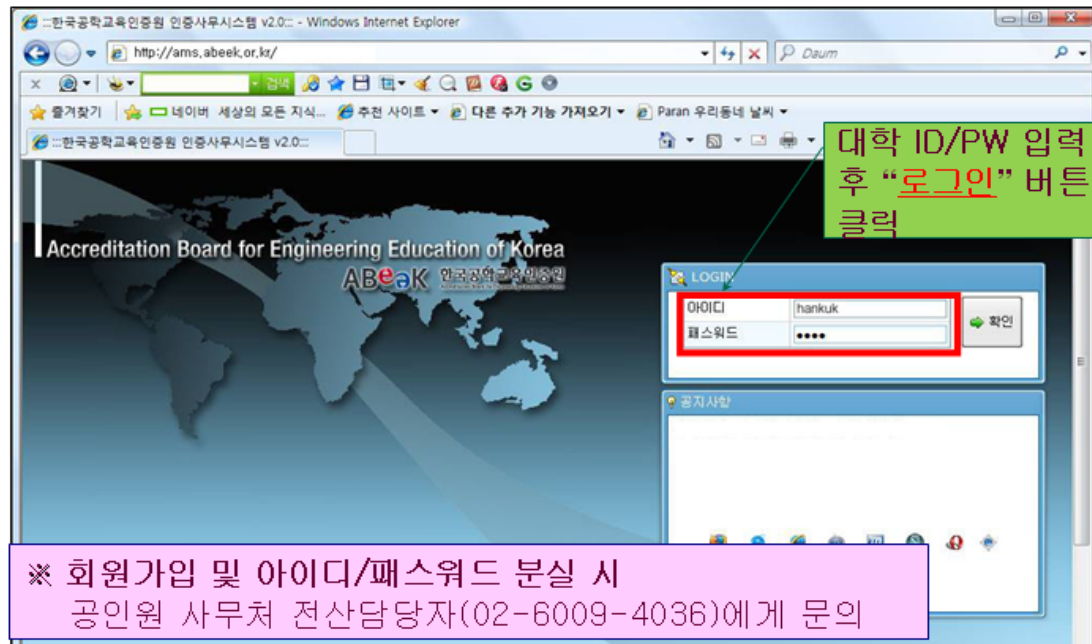 :::한국공학교육인증원 인증사무시스템 v2.0::: - Windows Internet Explorer
http://ams.abeek.or.kr/
Daum
검색
즐겨찾기 네이버 세상의 모든 지식... 추천 사이트 다른 추가 기능 가져오기 Paran 우리동네 날씨
:::한국공학교육인증원 인증사무시스템 v2.0:::
대학 ID/PW 입력
후 “로그인” 버튼
클릭
Accreditation Board for Engineering Education of Korea
ABeeK 한국공학교육인증원
LOGIN
아이디 hankuk
패스워드 ●●●●
확인
공지사항
※ 회원가입 및 아이디/패스워드 분실 시
공인원 사무처 전산담당자(02-6009-4036)에게 문의